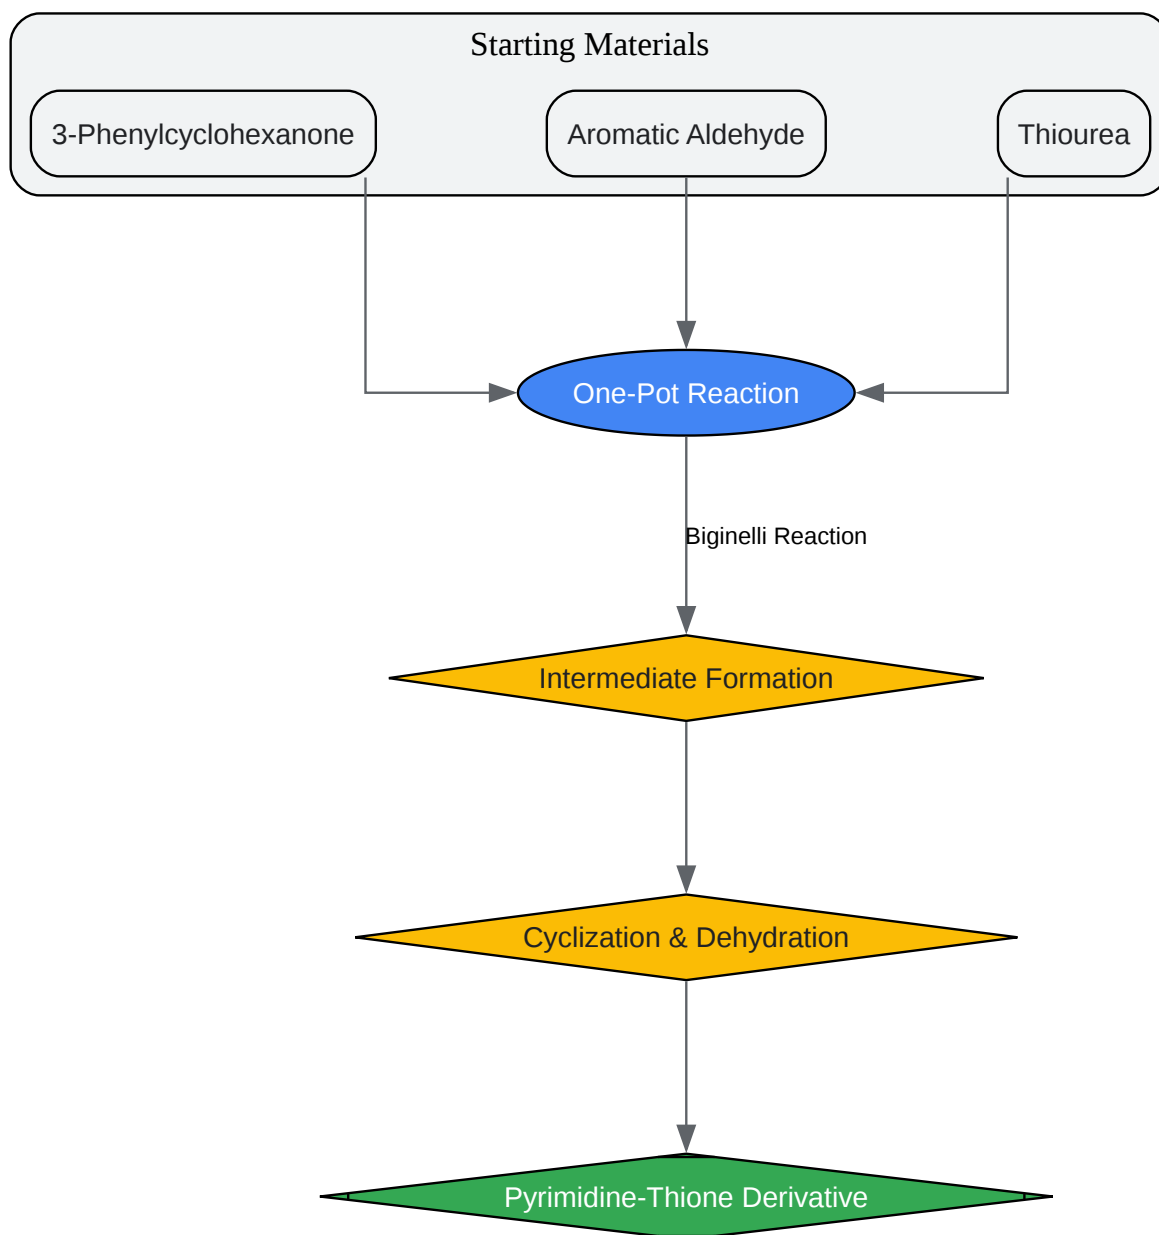 Starting Materials
3-Phenylcyclohexanone
Aromatic Aldehyde
Thiourea
One-Pot Reaction
Biginelli Reaction
Intermediate Formation
Cyclization & Dehydration
Pyrimidine-Thione Derivative